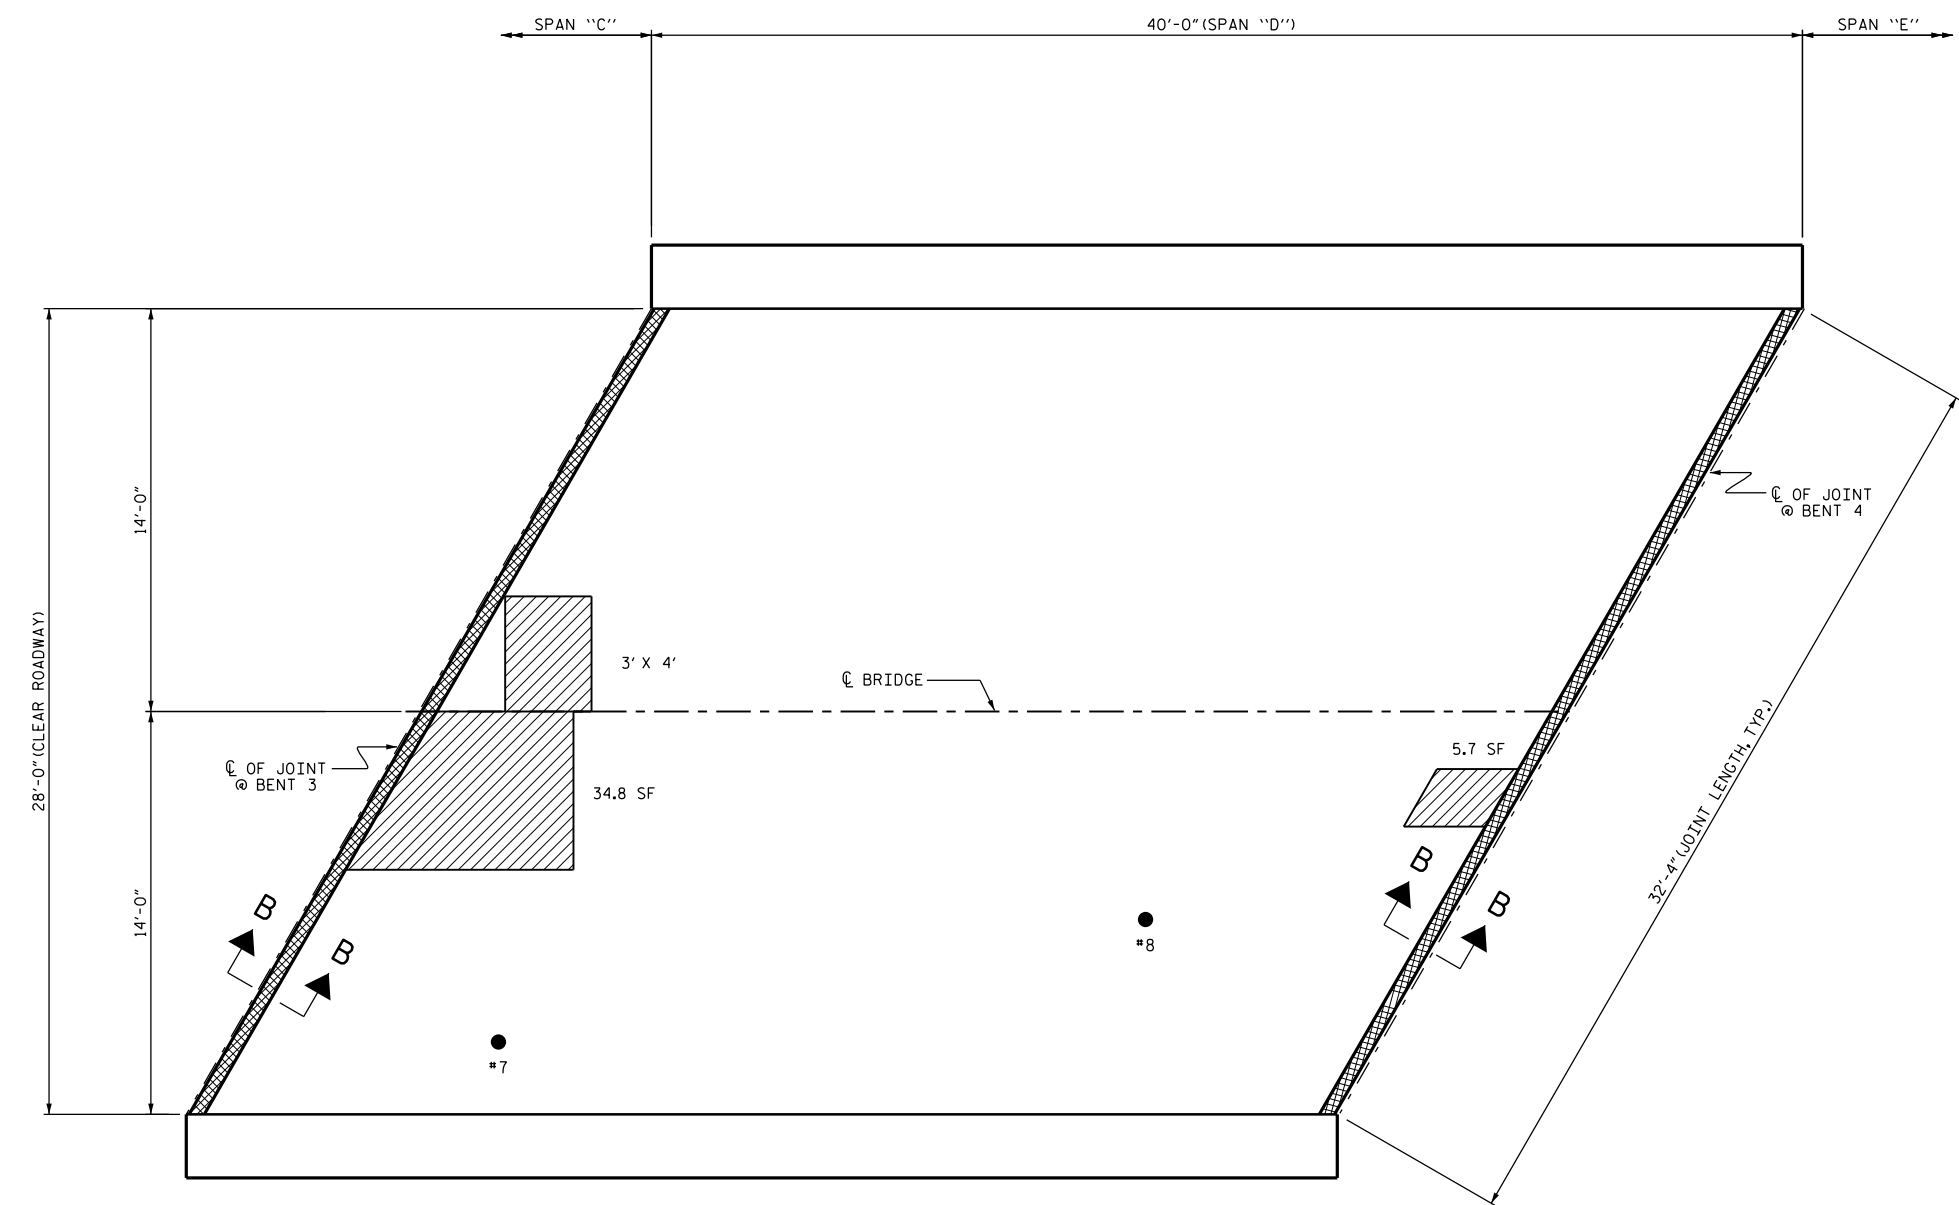 SPAN ``C''
40'-0" (SPAN ``D'')
SPAN ``E''
14'-0"
℄ OF JOINT
@ BENT 4
28'-0" (CLEAR ROADWAY)
3' X 4'
℄ BRIDGE
5.7 SF
℄ OF JOINT
@ BENT 3
34.8 SF
32'-4" (JOINT LENGTH, TYP.)
14'-0"
B
B
B
B
#8
#7